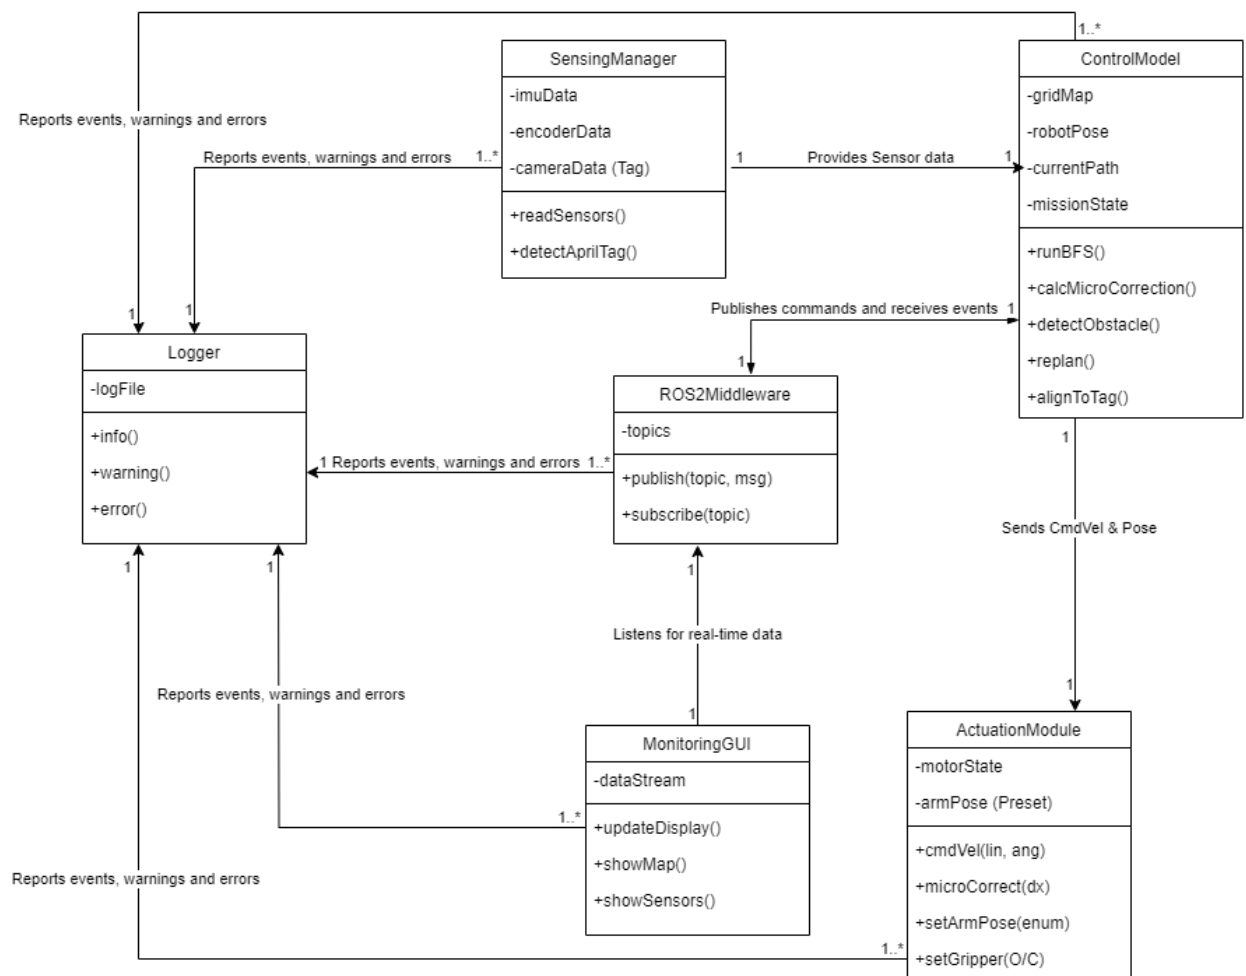 1..*
SensingManager
-imuData
-encoderData
-cameraData (Tag)
+readSensors()
+detectAprilTag()
ControlModel
-gridMap
-robotPose
-currentPath
-missionState
+runBFS()
+calcMicroCorrection()
+detectObstacle()
+replan()
+alignToTag()
Reports events, warnings and errors
1
Reports events, warnings and errors
1..*
1
1
Provides Sensor data
1
Publishes commands and receives events
1
1
Logger
-logFile
+info()
+warning()
+error()
ROS2Middleware
-topics
+publish(topic, msg)
+subscribe(topic)
1 Reports events, warnings and errors 1..*
1
Sends CmdVel & Pose
1
1
Listens for real-time data
1
1
Reports events, warnings and errors
1..*
1
Reports events, warnings and errors
1..*
MonitoringGUI
-dataStream
+updateDisplay()
+showMap()
+showSensors()
ActuationModule
-motorState
-armPose (Preset)
+cmdVel(lin, ang)
+microCorrect(dx)
+setArmPose(enum)
+setGripper(O/C)